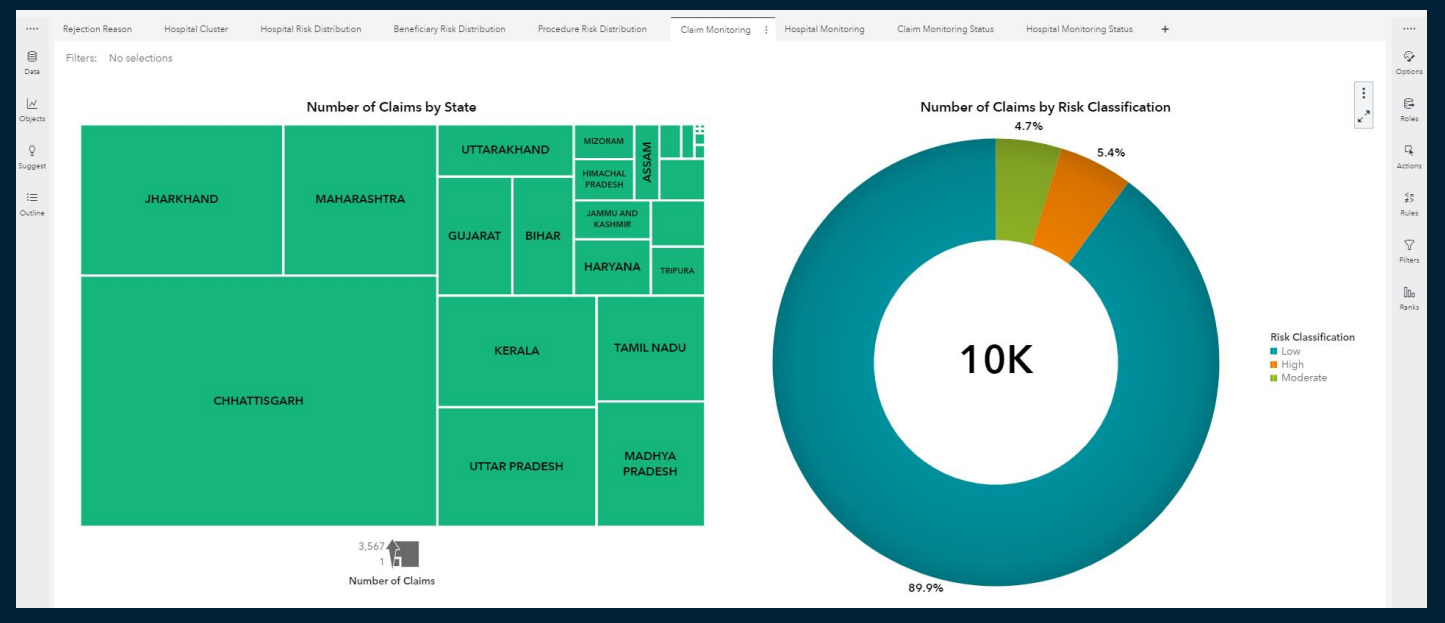 Rejection Reason
Hospital Cluster
Hospital Risk Distribution
Beneficiary Risk Distribution
Procedure Risk Distribution
Claim Monitoring
Hospital Monitoring
Claim Monitoring Status
Hospital Monitoring Status
+
Data
Objects
Suggest
Outline
Filters: No selections
Number of Claims by State
JHARKHAND
MAHARASHTRA
UTTARAKHAND
MIZORAM
ASSAM
HIMACHAL
PRADESH
GUJARAT
BIHAR
JAMMU AND
KASHMIR
HARYANA
TRIPURA
CHHATTISGARH
KERALA
TAMIL NADU
UTTAR PRADESH
MADHYA
PRADESH
3,567
1
Number of Claims
Number of Claims by Risk Classification
4.7%
5.4%
10K
89.9%
Risk Classification
Low
High
Moderate
Options
Roles
Actions
Rules
Filters
Ranks